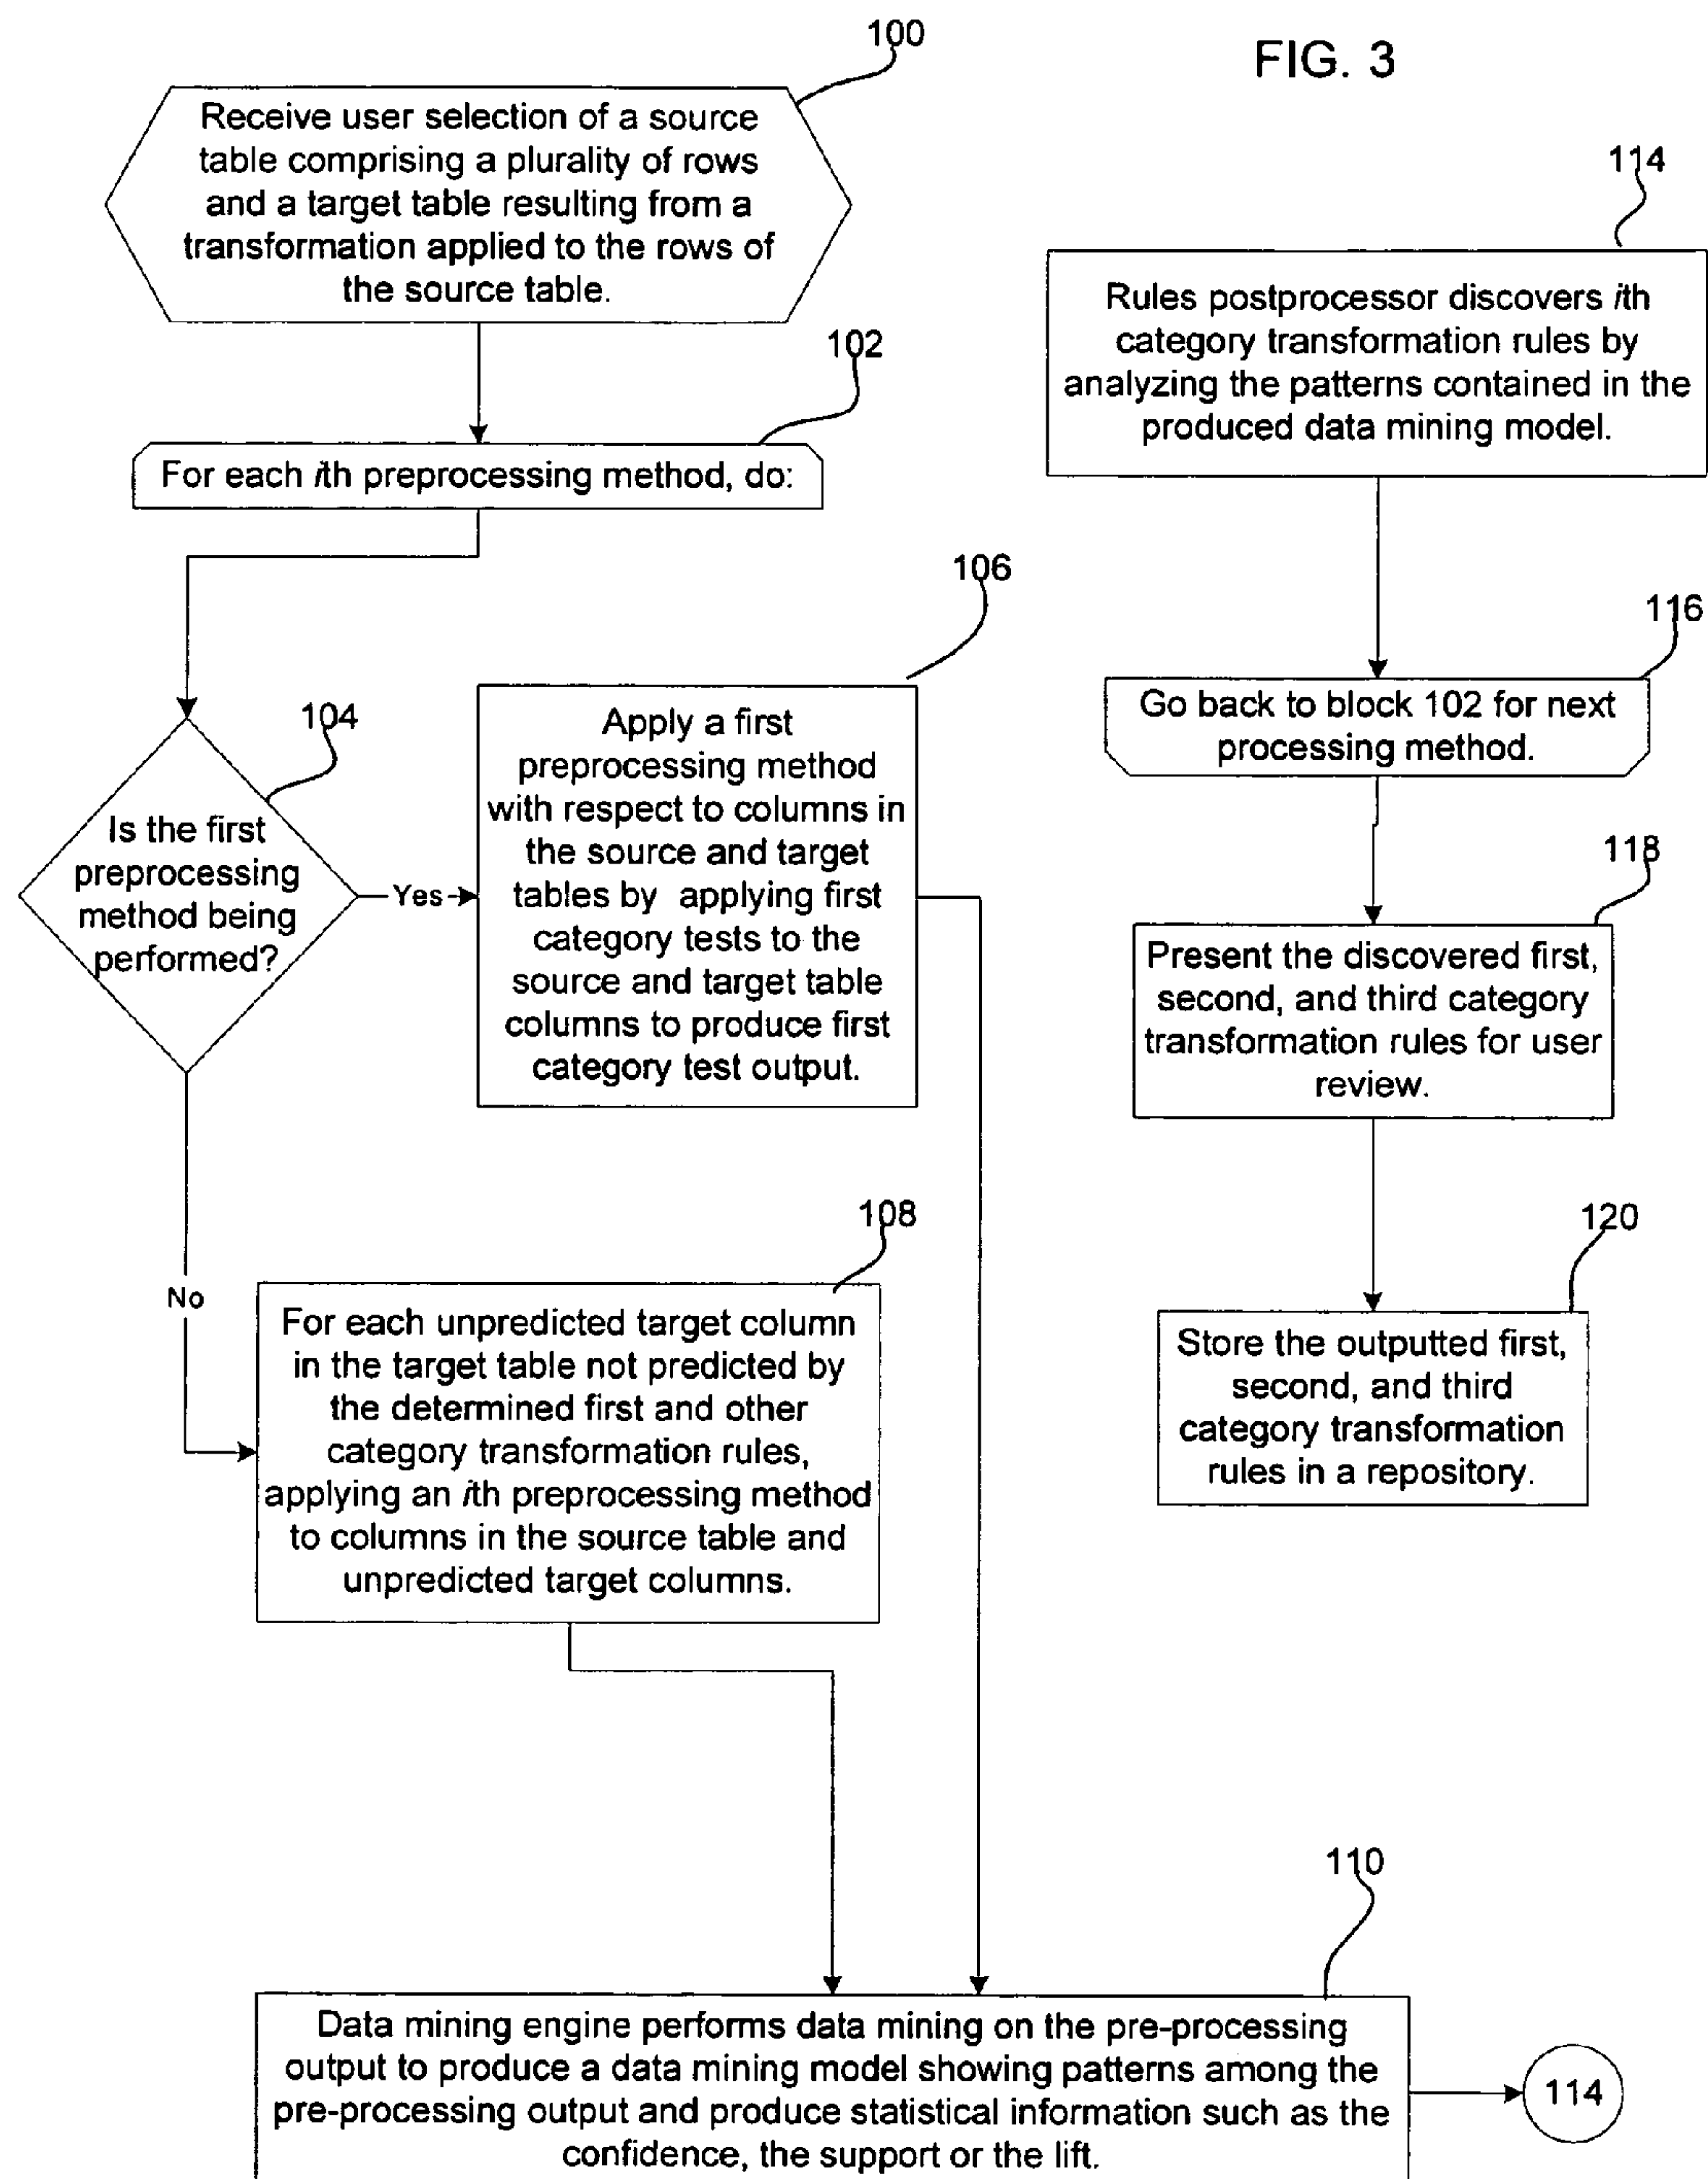 FIG. 3
100
Receive user selection of a source
table comprising a plurality of rows
and a target table resulting from a
transformation applied to the rows of
the source table.
102
For each ith preprocessing method, do:
104
Is the first
preprocessing
method being
performed?
Yes
No
106
Apply a first
preprocessing method
with respect to columns in
the source and target
tables by applying first
category tests to the
source and target table
columns to produce first
category test output.
108
For each unpredicted target column
in the target table not predicted by
the determined first and other
category transformation rules,
applying an ith preprocessing method
to columns in the source table and
unpredicted target columns.
110
Data mining engine performs data mining on the pre-processing
output to produce a data mining model showing patterns among the
pre-processing output and produce statistical information such as the
confidence, the support or the lift.
114
114
Rules postprocessor discovers ith
category transformation rules by
analyzing the patterns contained in the
produced data mining model.
116
Go back to block 102 for next
processing method.
118
Present the discovered first,
second, and third category
transformation rules for user
review.
120
Store the outputted first,
second, and third
category transformation
rules in a repository.